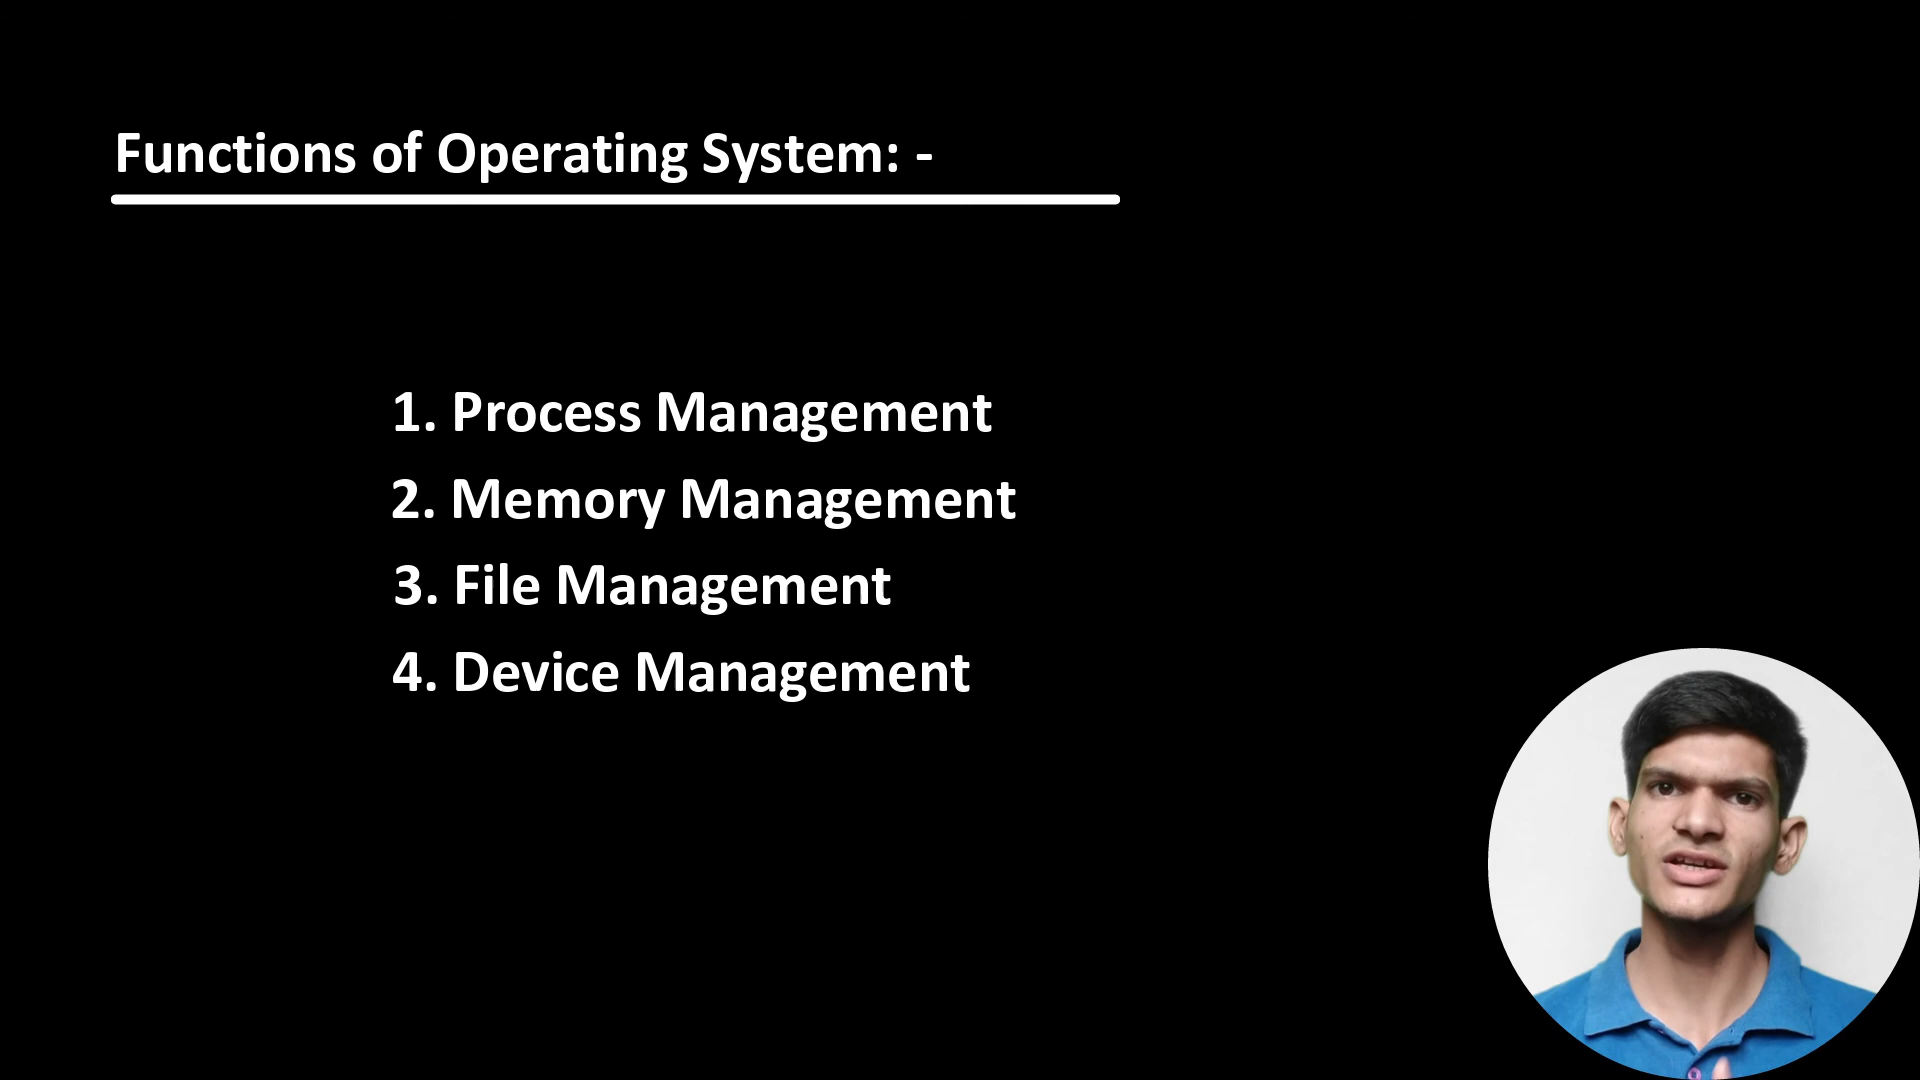 Functions of Operating System: -
1. Process Management
2. Memory Management
3. File Management
4. Device Management